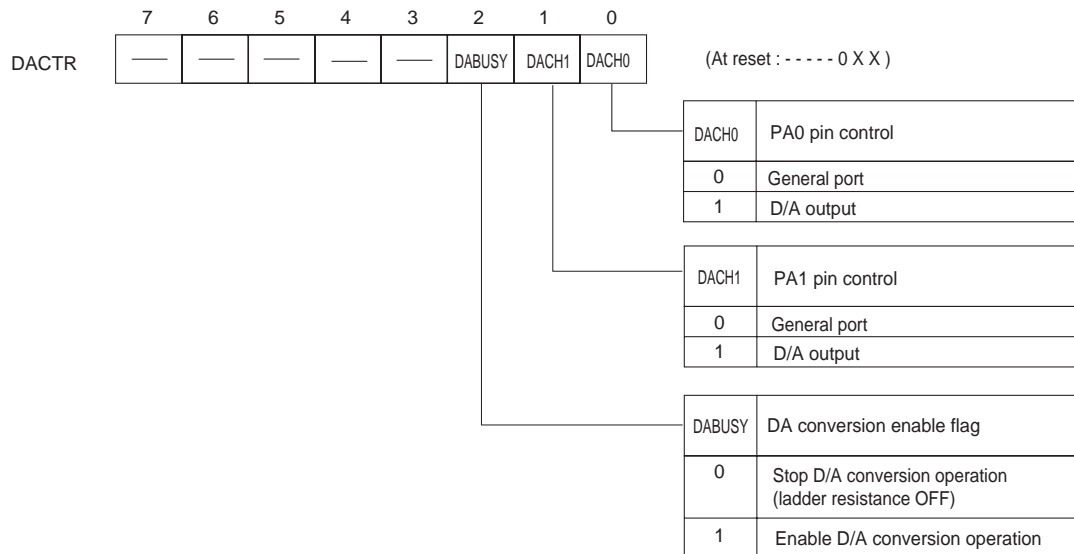 7 6 5 4 3 2 1 0
DACTR — — — — — DABUSY DACH1 DACH0 (At reset : - - - - - 0 X X )
DACH0 PA0 pin control
0 General port
1 D/A output
DACH1 PA1 pin control
0 General port
1 D/A output
DABUSY DA conversion enable flag
0 Stop D/A conversion operation
(ladder resistance OFF)
1 Enable D/A conversion operation